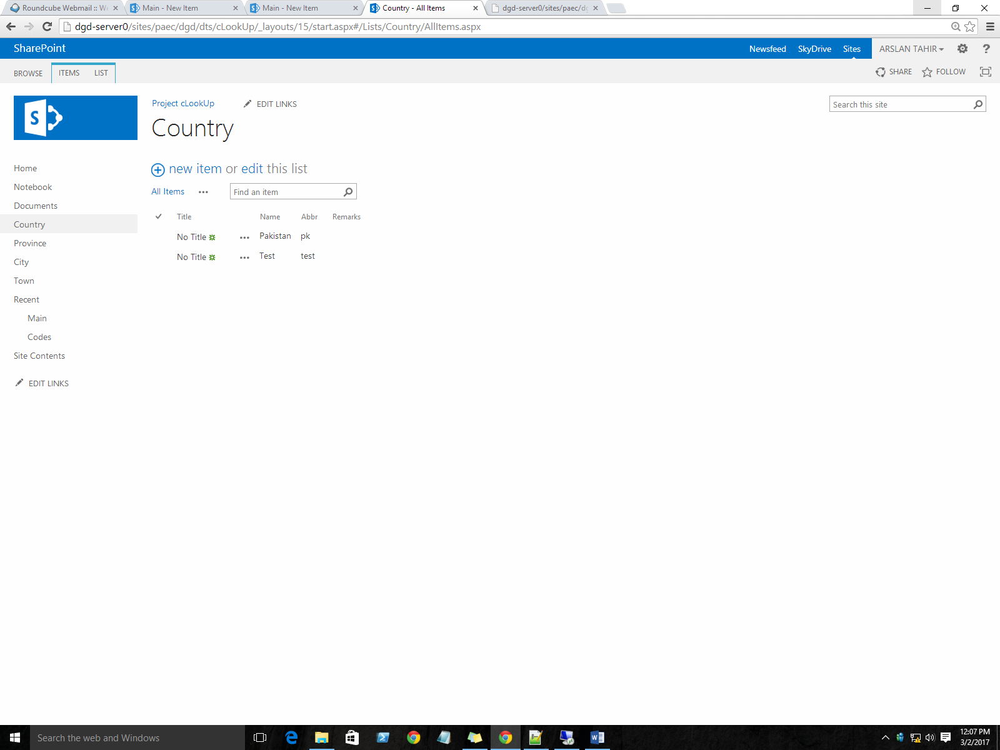 Roundcube Webmail :: We
Main - New Item
Main - New Item
Country - All Items
dgd-server0/sites/paec/dg
dgd-server0/sites/paec/dgd/dts/cLookUp/_layouts/15/start.aspx#/Lists/Country/AllItems.aspx
SharePoint
Newsfeed SkyDrive Sites ARSLAN TAHIR ?
BROWSE ITEMS LIST
SHARE FOLLOW
S
Project cLookUp EDIT LINKS
Search this site
Country
new item or edit this list
All Items ••• Find an item
Title Name Abbr Remarks
No Title ••• Pakistan pk
No Title ••• Test test
Home
Notebook
Documents
Country
Province
City
Town
Recent
Main
Codes
Site Contents
EDIT LINKS
Search the web and Windows
12:07 PM
3/2/2017